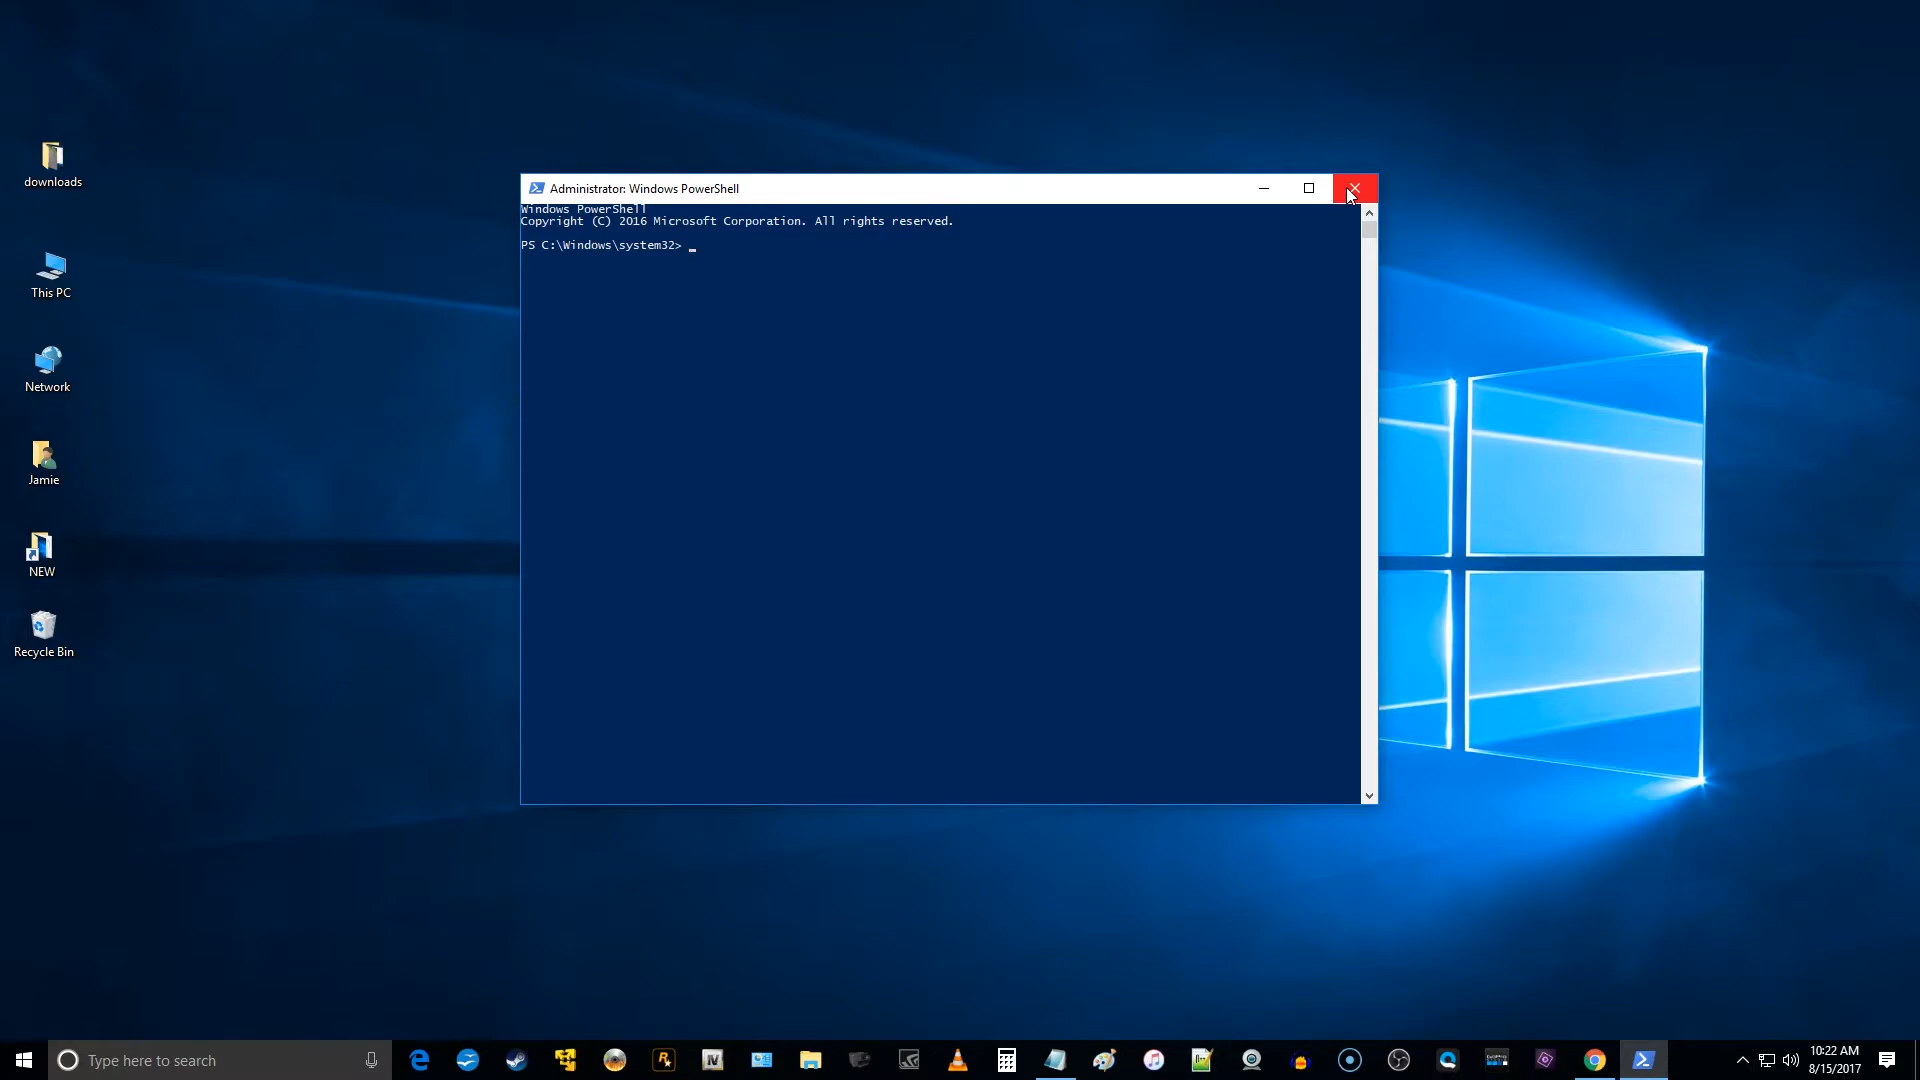 downloads
This PC
Network
Jamie
NEW
Recycle Bin
Administrator: Windows PowerShell
Windows PowerShell
Copyright (C) 2016 Microsoft Corporation. All rights reserved.
PS C:\Windows\system32> _
Type here to search
10:22 AM
8/15/2017